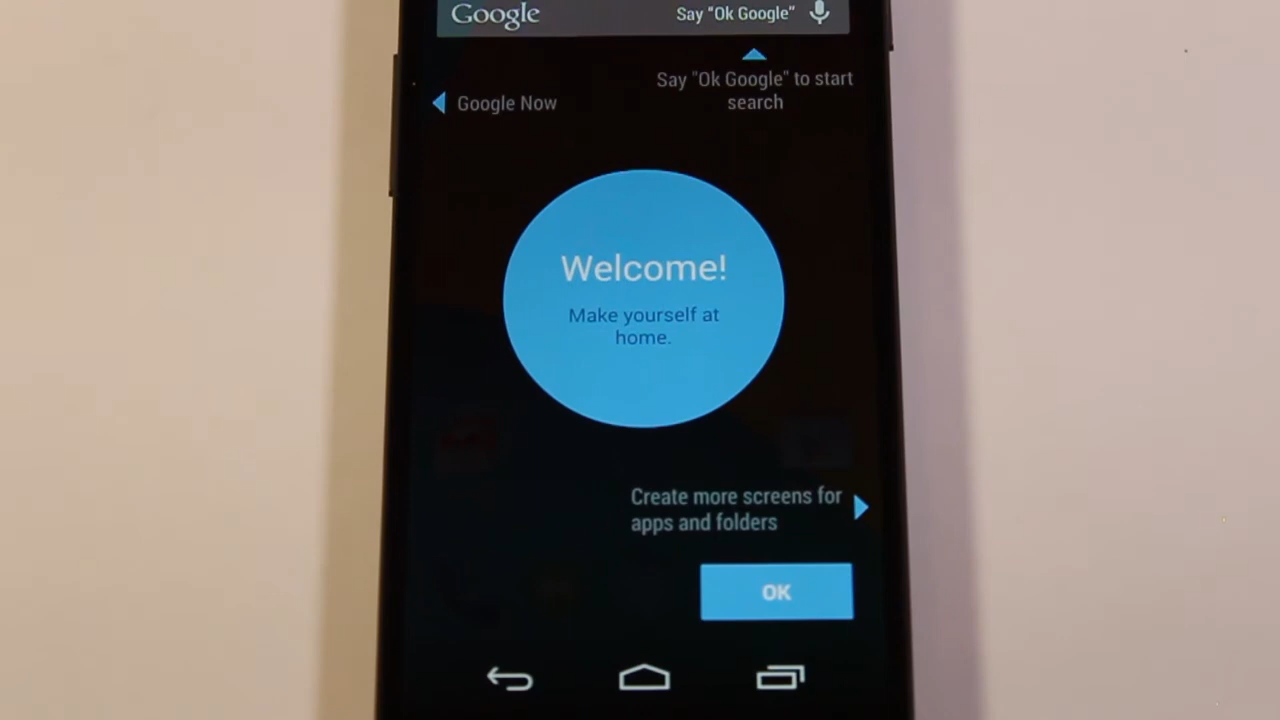 Google
Say "Ok Google"
Say "Ok Google" to start
search
Google Now
Welcome!
Make yourself at
home.
Create more screens for
apps and folders
OK